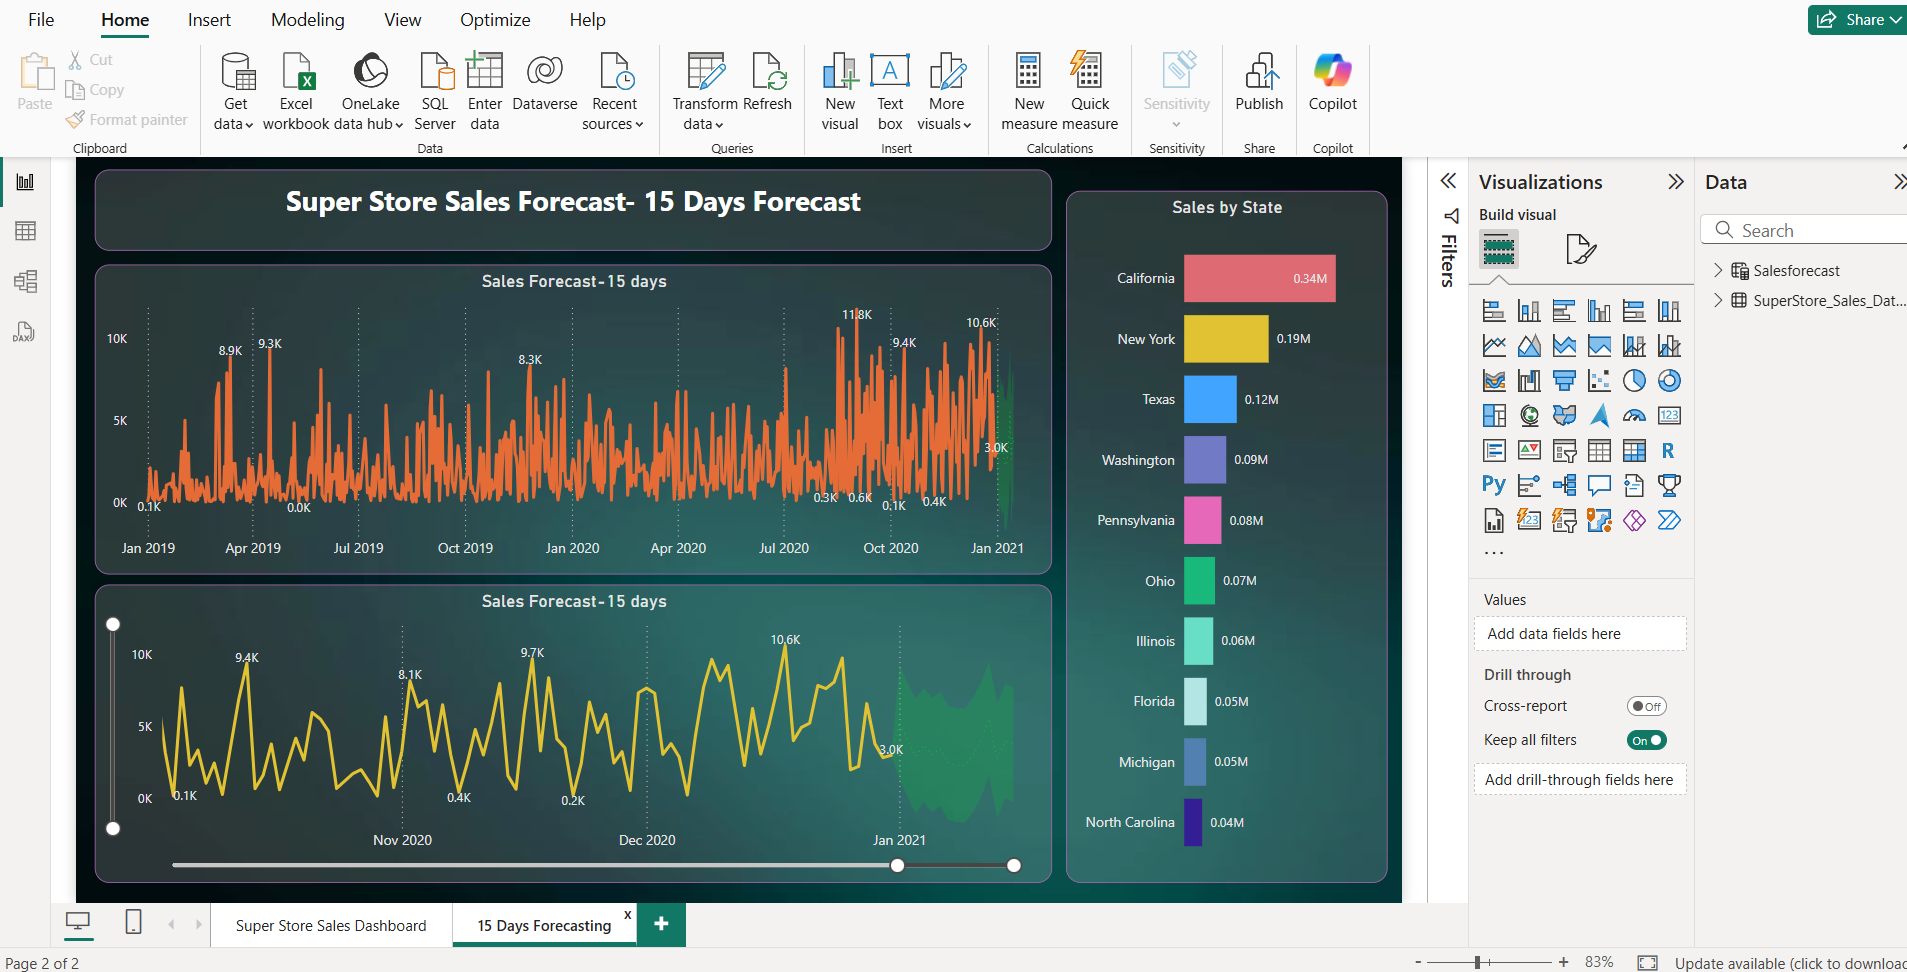 File Home Insert Modeling View Optimize Help Share
Paste
Cut
Copy
Format painter
Clipboard
Get data
Excel workbook
OneLake data hub
SQL Server
Enter data
Dataverse
Recent sources
Data
Transform data
Refresh
Queries
New visual
Text box
More visuals
Insert
New measure
Quick measure
Calculations
Sensitivity
Sensitivity
Publish
Share
Copilot
Copilot
DAX
Super Store Sales Forecast- 15 Days Forecast
Sales Forecast-15 days
10K
5K
0K
0.1K
8.9K
9.3K
0.0K
8.3K
11.8K
9.4K
10.6K
3.0K
0.3K
0.6K
0.1K
0.4K
Jan 2019 Apr 2019 Jul 2019 Oct 2019 Jan 2020 Apr 2020 Jul 2020 Oct 2020 Jan 2021
Sales Forecast-15 days
10K
5K
0K
0.1K
9.4K
8.1K
0.4K
9.7K
0.2K
10.6K
3.0K
Nov 2020 Dec 2020 Jan 2021
Sales by State
California 0.34M
New York 0.19M
Texas 0.12M
Washington 0.09M
Pennsylvania 0.08M
Ohio 0.07M
Illinois 0.06M
Florida 0.05M
Michigan 0.05M
North Carolina 0.04M
Filters
Visualizations
Build visual
123
R
Py
123
...
Values
Add data fields here
Drill through
Cross-report Off
Keep all filters On
Add drill-through fields here
Data
Search
Salesforecast
SuperStore_Sales_Dat...
Super Store Sales Dashboard
15 Days Forecasting x
+
Page 2 of 2
- + 83%
Update available (click to download